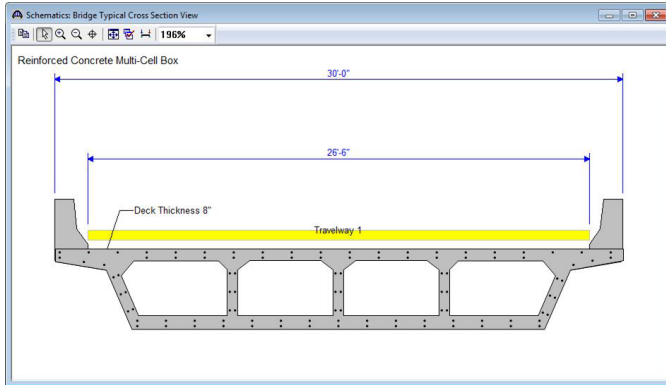 Schematics: Bridge Typical Cross Section View
196%
Reinforced Concrete Multi-Cell Box
30'-0"
26'-6"
Deck Thickness 8"
Travelway 1